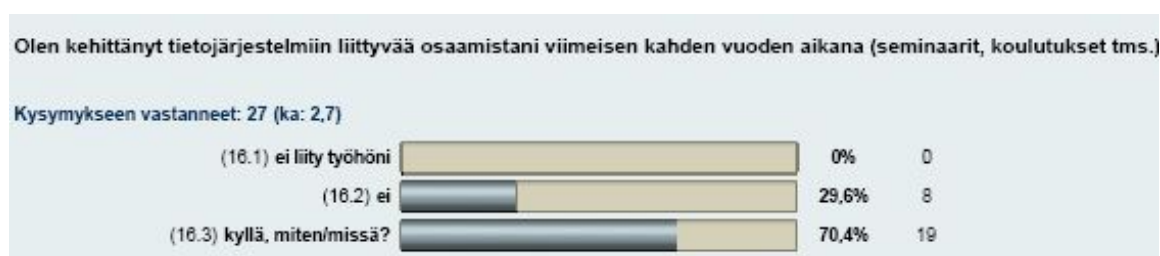 Olen kehittänyt tietojärjestelmiin liittyvää osaamistani viimeisen kahden vuoden aikana (seminaarit, koulutukset tms.)
Kysymykseen vastanneet: 27 (ka: 2,7)
(16.1) ei liity työhöni 0% 0
(16.2) ei 29,6% 8
(16.3) kyllä, miten/missä? 70,4% 19